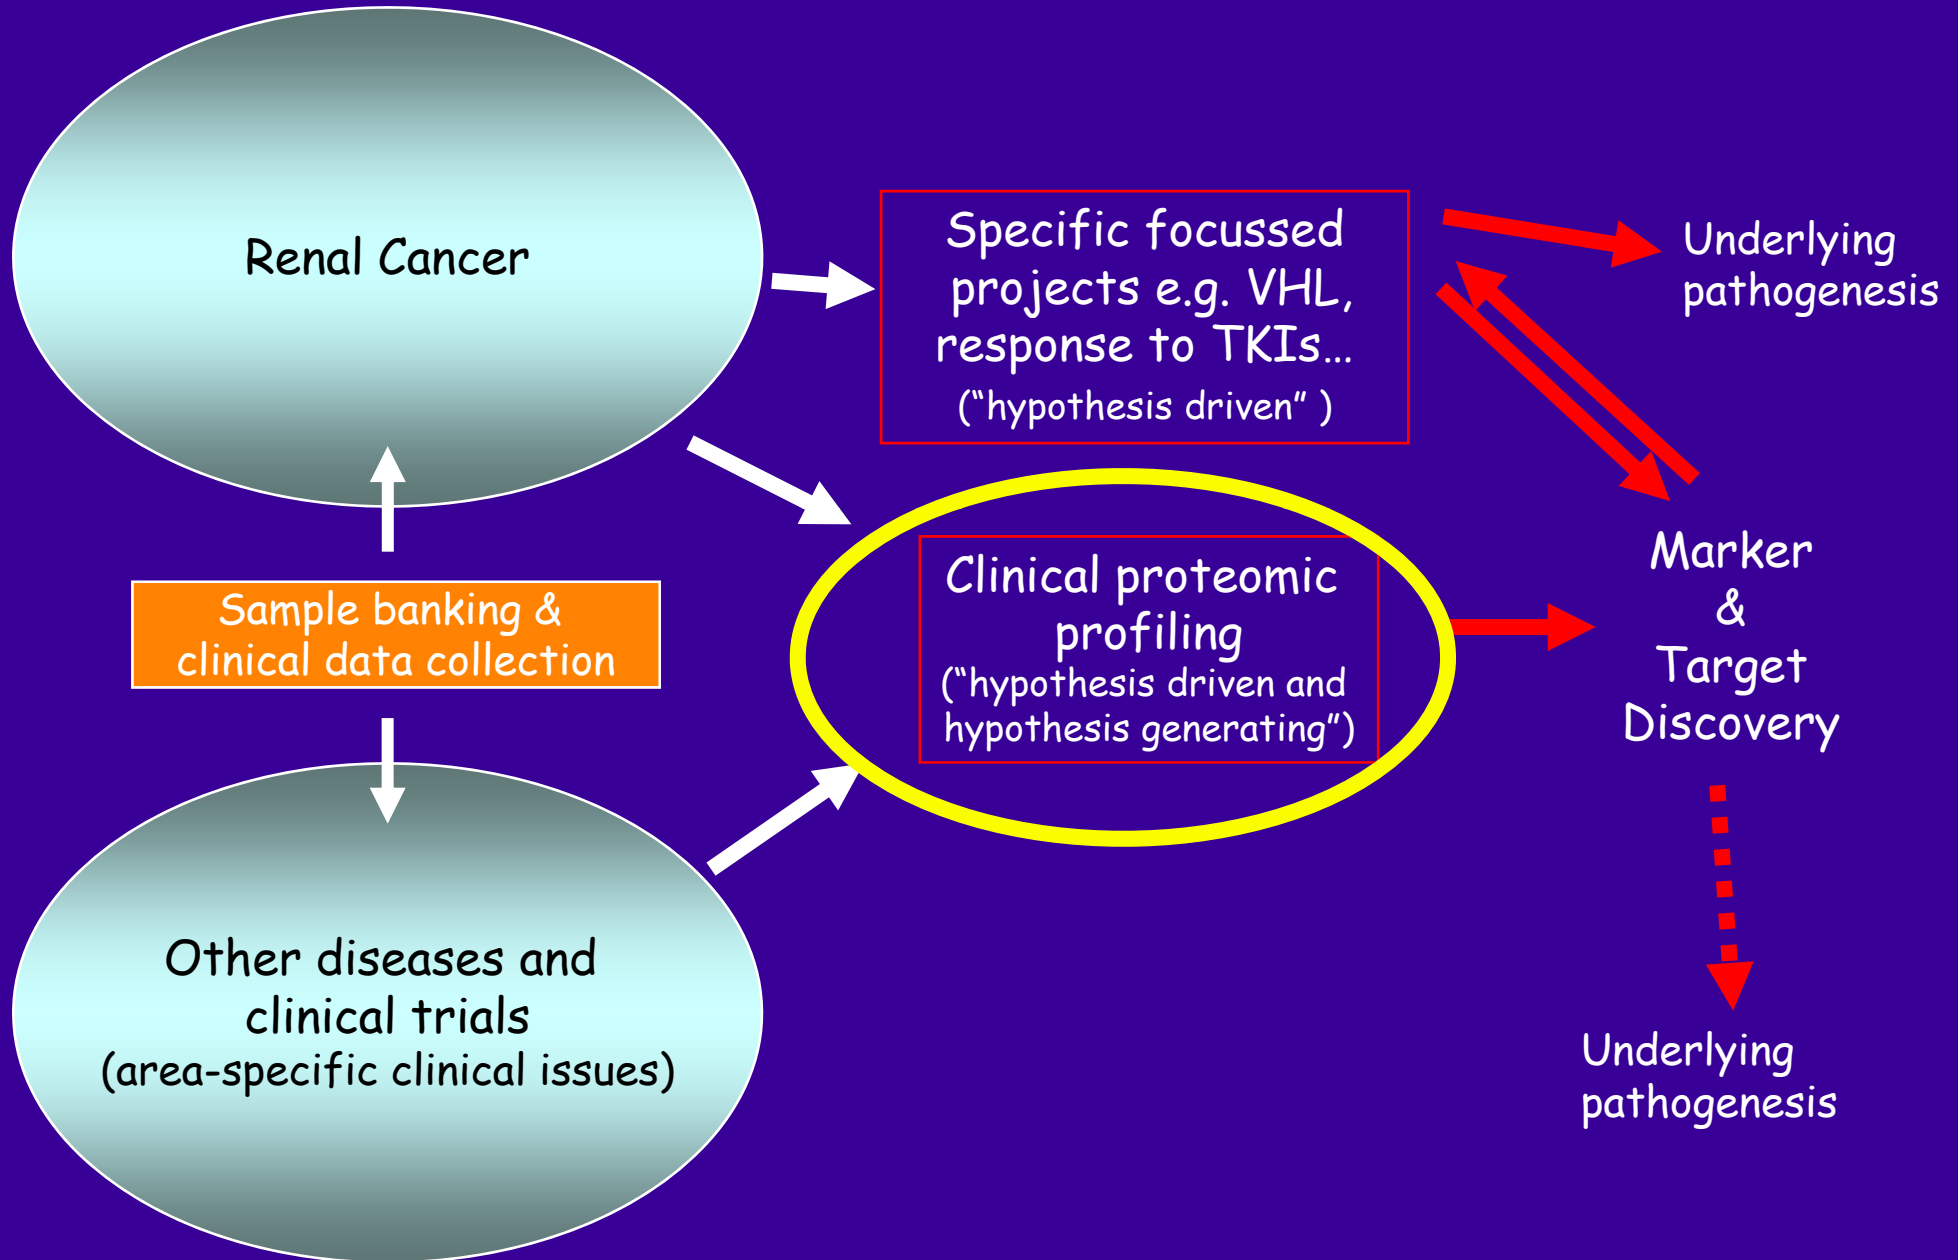 Renal Cancer
Specific focussed
projects e.g. VHL,
response to TKIs...
(“hypothesis driven” )
Underlying
pathogenesis
Sample banking &
clinical data collection
Clinical proteomic
profiling
(“hypothesis driven and
hypothesis generating”)
Marker
&
Target
Discovery
Other diseases and
clinical trials
(area-specific clinical issues)
Underlying
pathogenesis